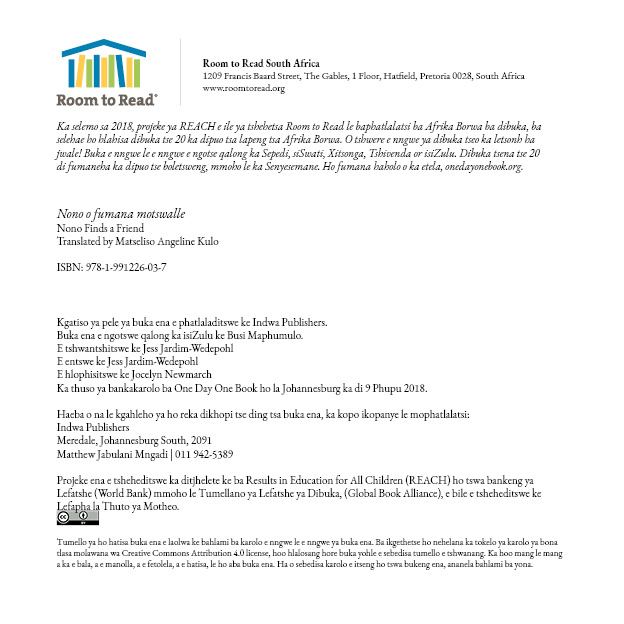 Room to Read®
Room to Read South Africa
1209 Francis Baard Street, The Gables, 1 Floor, Hatfield, Pretoria 0028, South Africa
www.roomtoread.org
Ka selemo sa 2018, projeke ya REACH e ile ya tshehetsa Room to Read le baphatlalatsi ba Afrika Borwa ba dibuka, ba
selehae ho hlahisa dibuka tse 20 ka dipuo tsa lapeng tsa Afrika Borwa. O tshwere e nngwe ya dibuka tseo ka letsonh ba
jwale! Buka e nngwe le e nngwe e ngotse qalong ka Sepedi, siSwati, Xitsonga, Tshivenda or isiZulu. Dibuka tsena tse 20
di fumaneha ka dipuo tse boletsweng, mmoho le ka Senyesemane. Ho fumana haholo o ka etela, onedayonebook.org.
Nono o fumana motswalle
Nono Finds a Friend
Translated by Matseliso Angeline Kulo
ISBN: 978-1-991226-03-7
Kgatiso ya pele ya buka ena e phatlaladitswe ke Indwa Publishers.
Buka ena e ngotswe qalong ka isiZulu ke Busi Maphumulo.
E tshwantshitswe ke Jess Jardim-Wedepohl
E entswe ke Jess Jardim-Wedepohl
E hlophisitswe ke Jocelyn Newmarch
Ka thuso ya bankakarolo ba One Day One Book ho la Johannesburg ka di 9 Phupu 2018.
Haeba o na le kgahleho ya ho reka dikhopi tse ding tsa buka ena, ka kopo ikopanye le mophatlalatsi:
Indwa Publishers
Meredale, Johannesburg South, 2091
Matthew Jabulani Mngadi | 011 942-5389
Projeke ena e tsheheditswe ka ditjhelete ke ba Results in Education for All Children (REACH) ho tswa bankeng ya
Lefatshe (World Bank) mmoho le Tumellano ya Lefatshe ya Dibuka, (Global Book Alliance), e bile e tsheheditswe ke
Lefapha la Thuto ya Motheo.
cc BY
Tumello ya ho hatisa buka ena e laolwa ke bahlami ba karolo e nngwe le e nngwe ya buka ena. Ba ikgethetse ho nehelana ka tokelo ya karolo ya bona
tlasa molawana wa Creative Commons Attribution 4.0 license, hoo hlalosang hore buka yohle e sebedisa tumello e tshwanang. Ka hoo mang le mang
a ka e bala, a e manolla, a e fetolela, a e hatisa, le ho aba buka ena. Ha o sebedisa karolo e itseng ho tswa bukeng ena, ananela bahlami ba yona.